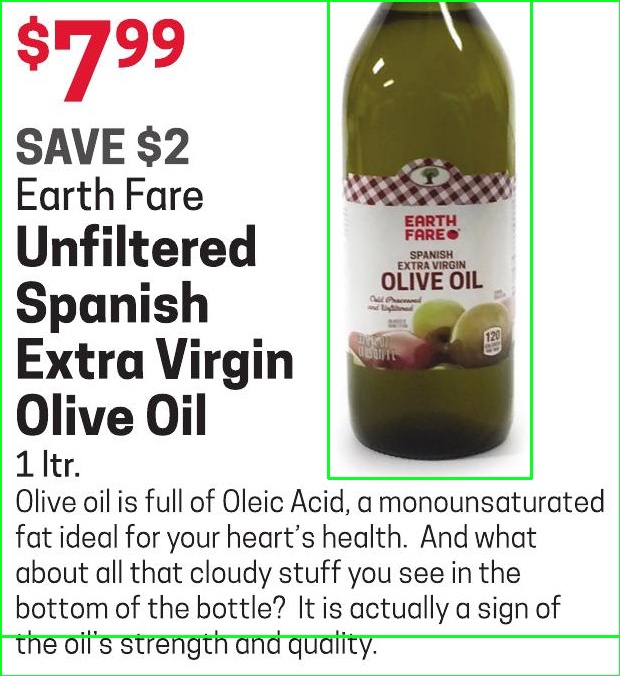 $7.99
SAVE $2
Earth Fare
Unfiltered
Spanish
Extra Virgin
Olive Oil
1 ltr.
Olive oil is full of Oleic Acid, a monounsaturated
fat ideal for your heart's health. And what
about all that cloudy stuff you see in the
bottom of the bottle? It is actually a sign of
the oil's strength and quality.
EARTH
FARE
SPANISH
EXTRA VIRGIN
OLIVE OIL
Cold Processed
and Unfiltered
120